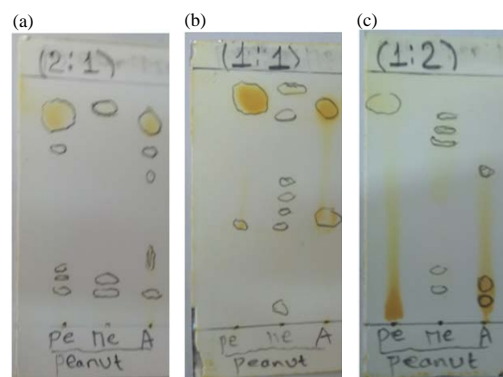 (a)
(2:1)
Pe Me A
Peanut
(b)
(1:1)
Pe Me A
Peanut
(c)
(1:2)
Pe Me A
Peanut